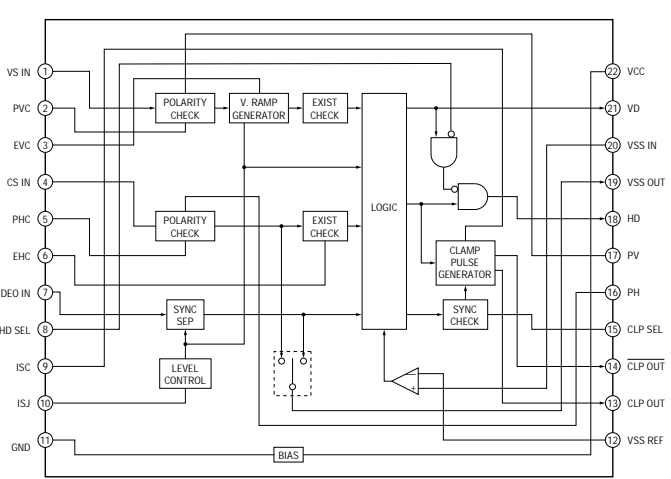 VS IN 1
PVC 2
EVC 3
CS IN 4
PHC 5
EHC 6
DEO IN 7
HD SEL 8
ISC 9
ISJ 10
GND 11
POLARITY
CHECK
V. RAMP
GENERATOR
EXIST
CHECK
POLARITY
CHECK
EXIST
CHECK
LOGIC
CLAMP
PULSE
GENERATOR
SYNC
SEP
SYNC
CHECK
LEVEL
CONTROL
BIAS
−
+
22 VCC
21 VD
20 VSS IN
19 VSS OUT
18 HD
17 PV
16 PH
15 CLP SEL
14 CLP OUT
13 CLP OUT
12 VSS REF